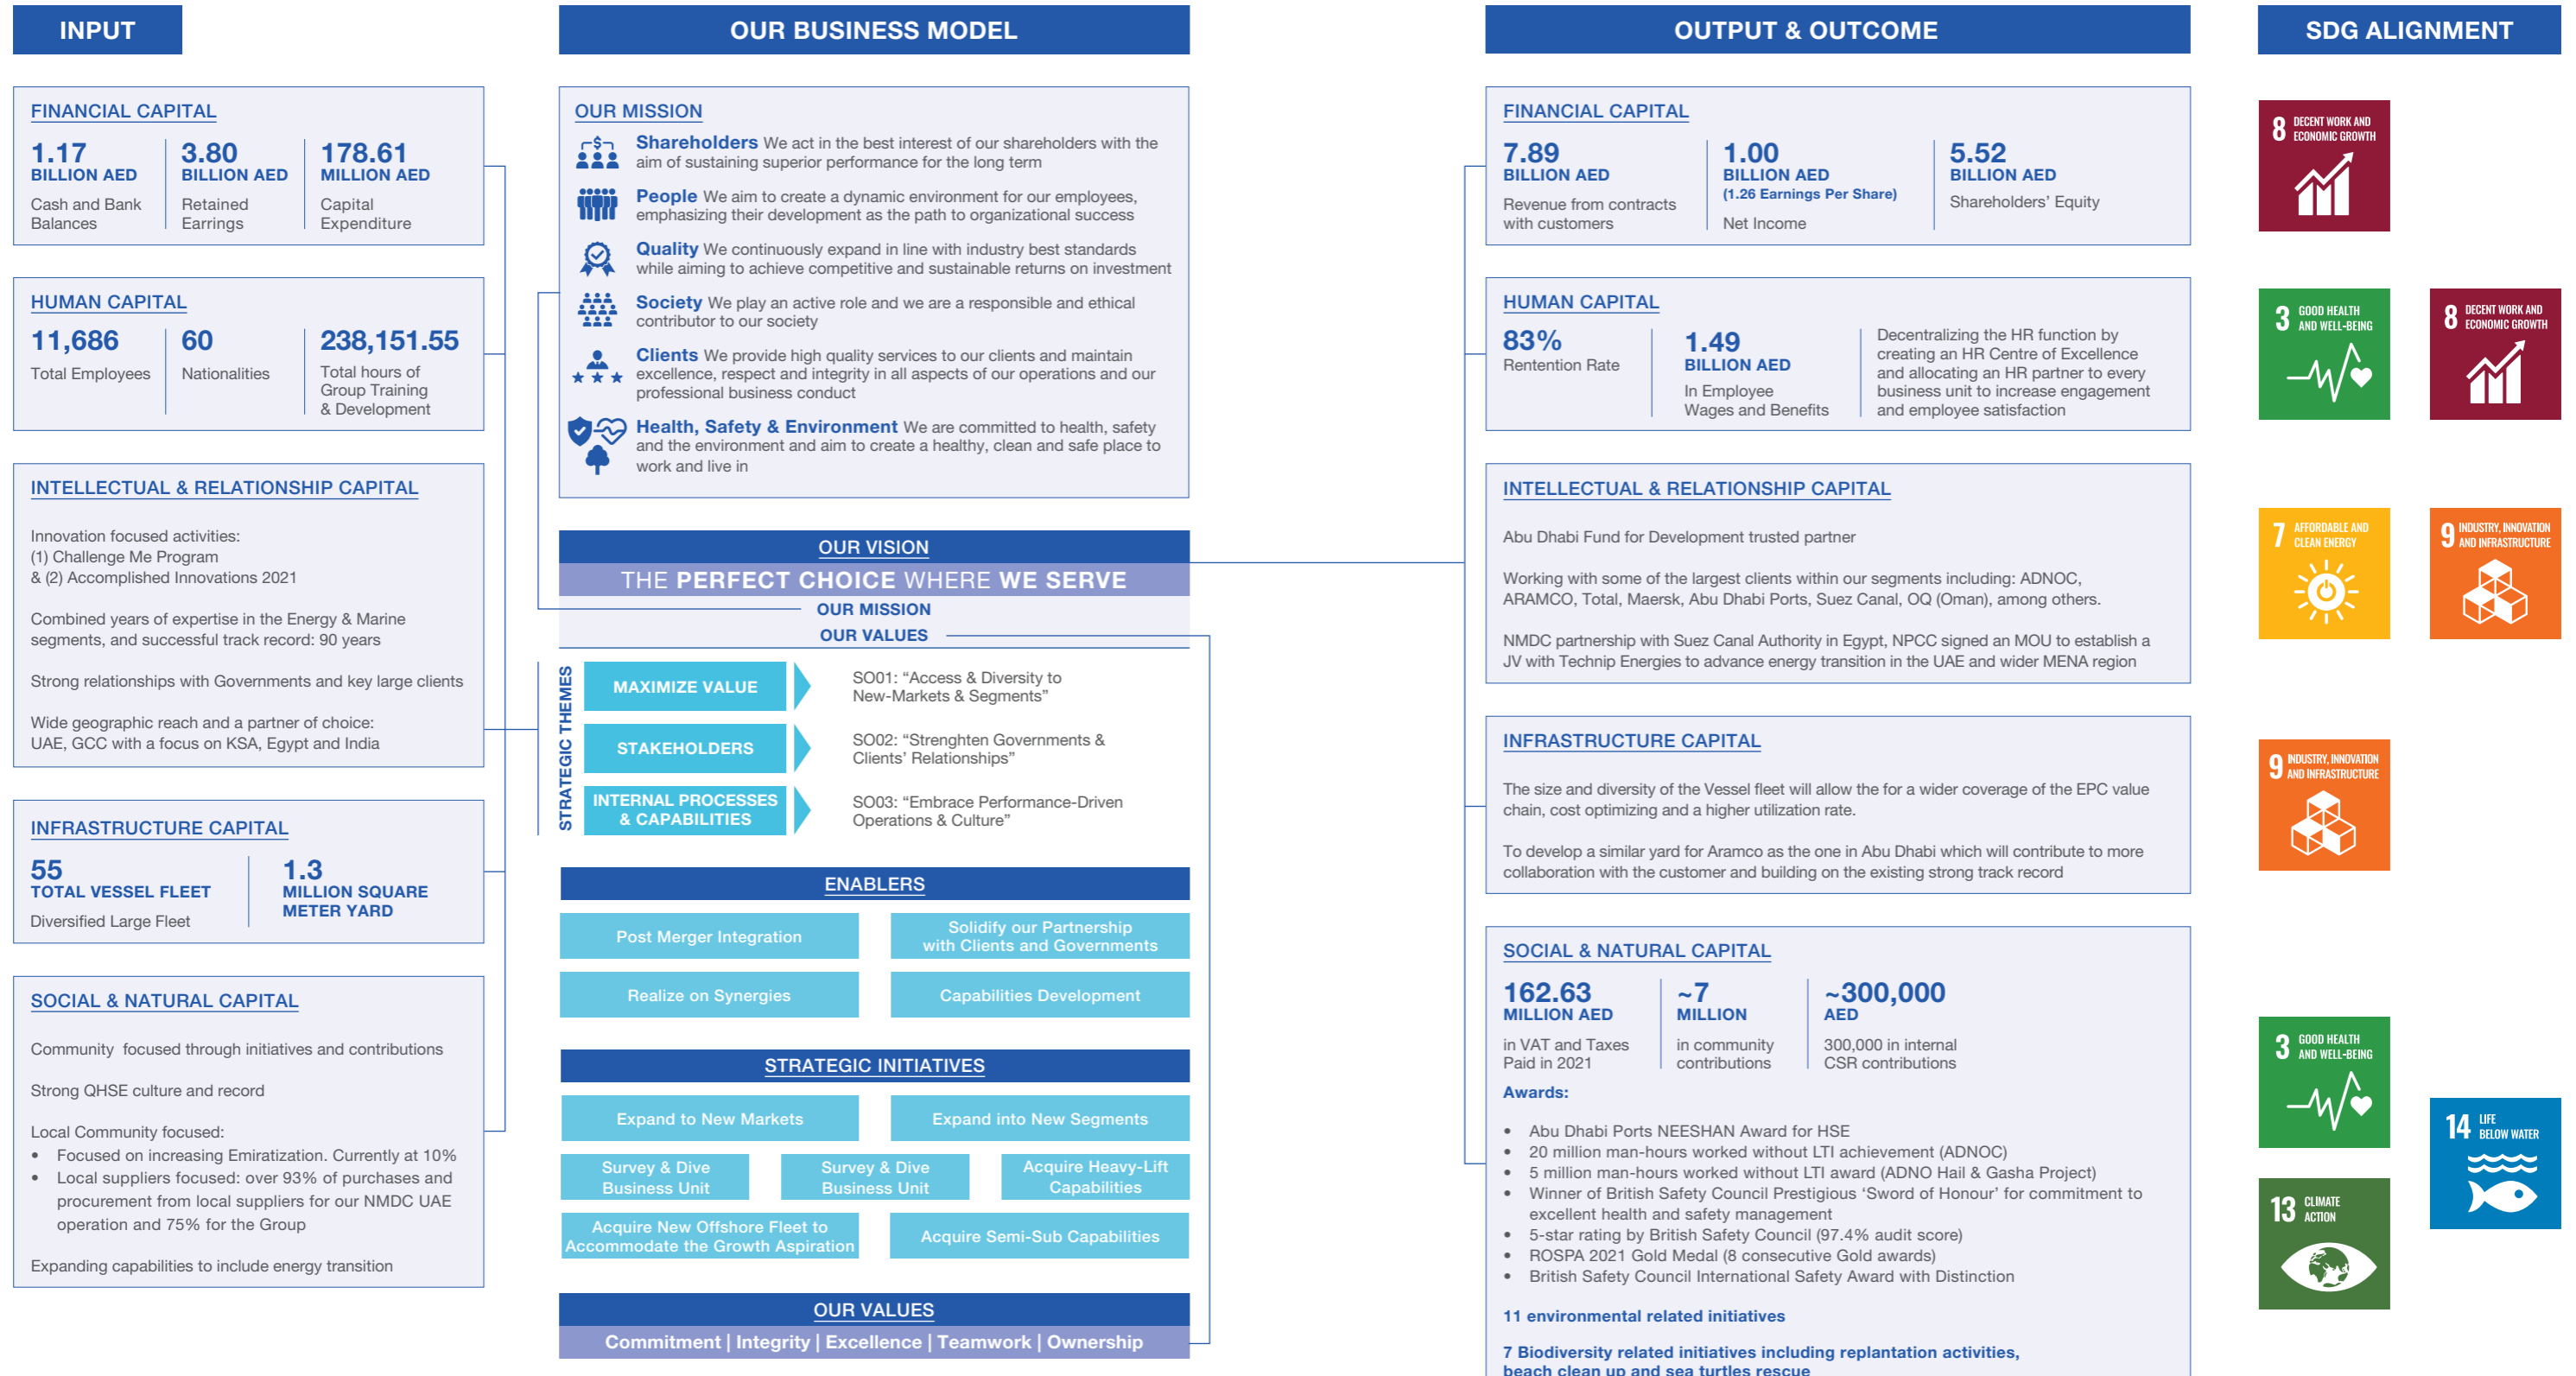 INPUT
FINANCIAL CAPITAL
1.17
BILLION AED
Cash and Bank
Balances
3.80
BILLION AED
Retained
Earnings
178.61
MILLION AED
Capital
Expenditure
HUMAN CAPITAL
11,686
Total Employees
60
Nationalities
238,151.55
Total hours of
Group Training
& Development
INTELLECTUAL & RELATIONSHIP CAPITAL
Innovation focused activities:
(1) Challenge Me Program
& (2) Accomplished Innovations 2021
Combined years of expertise in the Energy & Marine
segments, and successful track record: 90 years
Strong relationships with Governments and key large clients
Wide geographic reach and a partner of choice:
UAE, GCC with a focus on KSA, Egypt and India
INFRASTRUCTURE CAPITAL
55
TOTAL VESSEL FLEET
Diversified Large Fleet
1.3
MILLION SQUARE
METER YARD
SOCIAL & NATURAL CAPITAL
Community focused through initiatives and contributions
Strong QHSE culture and record
Local Community focused:
• Focused on increasing Emiratization. Currently at 10%
• Local suppliers focused: over 93% of purchases and
procurement from local suppliers for our NMDC UAE
operation and 75% for the Group
Expanding capabilities to include energy transition
OUR BUSINESS MODEL
OUR MISSION
Shareholders We act in the best interest of our shareholders with the
aim of sustaining superior performance for the long term
People We aim to create a dynamic environment for our employees,
emphasizing their development as the path to organizational success
Quality We continuously expand in line with industry best standards
while aiming to achieve competitive and sustainable returns on investment
Society We play an active role and we are a responsible and ethical
contributor to our society
Clients We provide high quality services to our clients and maintain
excellence, respect and integrity in all aspects of our operations and our
professional business conduct
Health, Safety & Environment We are committed to health, safety
and the environment and aim to create a healthy, clean and safe place to
work and live in
OUR VISION
THE PERFECT CHOICE WHERE WE SERVE
OUR MISSION
OUR VALUES
STRATEGIC THEMES
MAXIMIZE VALUE
SO01: “Access & Diversity to
New-Markets & Segments”
STAKEHOLDERS
SO02: “Strenghten Governments &
Clients’ Relationships”
INTERNAL PROCESSES
& CAPABILITIES
SO03: “Embrace Performance-Driven
Operations & Culture”
ENABLERS
Post Merger Integration
Solidify our Partnership
with Clients and Governments
Realize on Synergies
Capabilities Development
STRATEGIC INITIATIVES
Expand to New Markets
Expand into New Segments
Survey & Dive
Business Unit
Survey & Dive
Business Unit
Acquire Heavy-Lift
Capabilities
Acquire New Offshore Fleet to
Accommodate the Growth Aspiration
Acquire Semi-Sub Capabilities
OUR VALUES
Commitment | Integrity | Excellence | Teamwork | Ownership
OUTPUT & OUTCOME
FINANCIAL CAPITAL
7.89
BILLION AED
Revenue from contracts
with customers
1.00
BILLION AED
(1.26 Earnings Per Share)
Net Income
5.52
BILLION AED
Shareholders’ Equity
HUMAN CAPITAL
83%
Rentention Rate
1.49
BILLION AED
In Employee
Wages and Benefits
Decentralizing the HR function by
creating an HR Centre of Excellence
and allocating an HR partner to every
business unit to increase engagement
and employee satisfaction
INTELLECTUAL & RELATIONSHIP CAPITAL
Abu Dhabi Fund for Development trusted partner
Working with some of the largest clients within our segments including: ADNOC,
ARAMCO, Total, Maersk, Abu Dhabi Ports, Suez Canal, OQ (Oman), among others.
NMDC partnership with Suez Canal Authority in Egypt, NPCC signed an MOU to establish a
JV with Technip Energies to advance energy transition in the UAE and wider MENA region
INFRASTRUCTURE CAPITAL
The size and diversity of the Vessel fleet will allow the for a wider coverage of the EPC value
chain, cost optimizing and a higher utilization rate.
To develop a similar yard for Aramco as the one in Abu Dhabi which will contribute to more
collaboration with the customer and building on the existing strong track record
SOCIAL & NATURAL CAPITAL
162.63
MILLION AED
in VAT and Taxes
Paid in 2021
~7
MILLION
in community
contributions
~300,000
AED
300,000 in internal
CSR contributions
Awards:
• Abu Dhabi Ports NEESHAN Award for HSE
• 20 million man-hours worked without LTI achievement (ADNOC)
• 5 million man-hours worked without LTI award (ADNO Hail & Gasha Project)
• Winner of British Safety Council Prestigious ‘Sword of Honour’ for commitment to
excellent health and safety management
• 5-star rating by British Safety Council (97.4% audit score)
• ROSPA 2021 Gold Medal (8 consecutive Gold awards)
• British Safety Council International Safety Award with Distinction
11 environmental related initiatives
7 Biodiversity related initiatives including replantation activities,
beach clean up and sea turtles rescue
SDG ALIGNMENT
8 DECENT WORK AND
ECONOMIC GROWTH
3 GOOD HEALTH
AND WELL-BEING
8 DECENT WORK AND
ECONOMIC GROWTH
7 AFFORDABLE AND
CLEAN ENERGY
9 INDUSTRY, INNOVATION
AND INFRASTRUCTURE
9 INDUSTRY, INNOVATION
AND INFRASTRUCTURE
3 GOOD HEALTH
AND WELL-BEING
14 LIFE
BELOW WATER
13 CLIMATE
ACTION